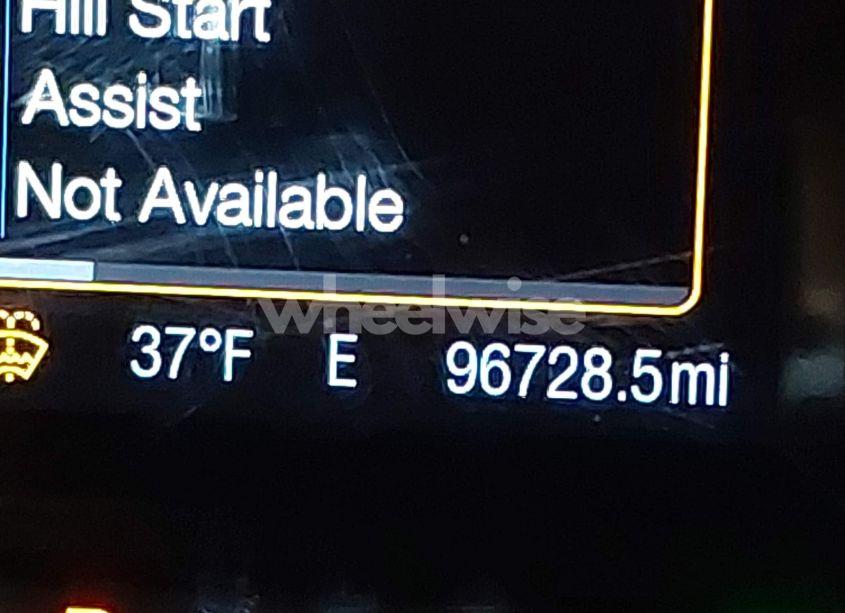 Hill Start
Assist
Not Available
wheelwise
37°F E 96728.5mi